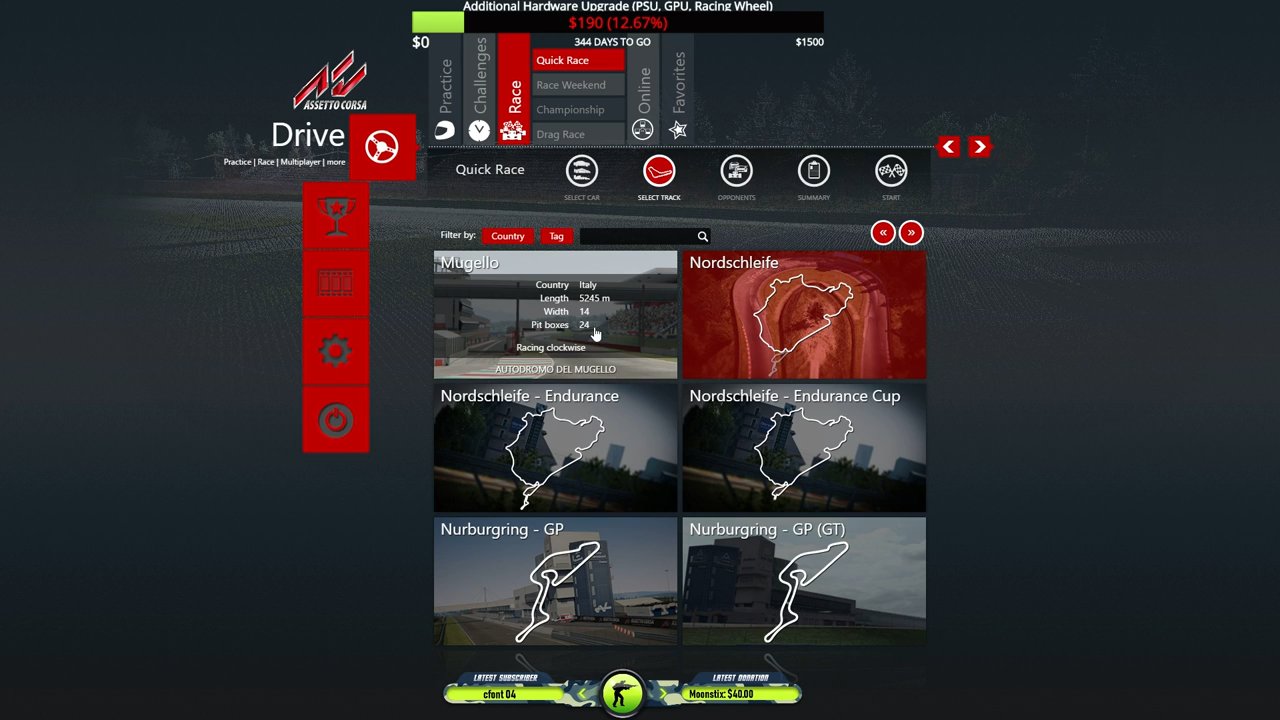 Additional Hardware Upgrade (PSU, GPU, Racing Wheel)
$190 (12.67%)
$0
344 DAYS TO GO
$1500
ASSETTO CORSA
Drive
Practice | Race | Multiplayer | more
Practice
Challenges
Race
Quick Race
Race Weekend
Championship
Drag Race
Online
Favorites
Quick Race
SELECT CAR
SELECT TRACK
OPPONENTS
SUMMARY
START
Filter by:
Country
Tag
Mugello
Country Italy
Length 5245 m
Width 14
Pit boxes 24
Racing clockwise
AUTODROMO DEL MUGELLO
Nordschleife
Nordschleife - Endurance
Nordschleife - Endurance Cup
Nurburgring - GP
Nurburgring - GP (GT)
LATEST SUBSCRIBER
cfont 04
LATEST DONATION
Moonstix: $40.00